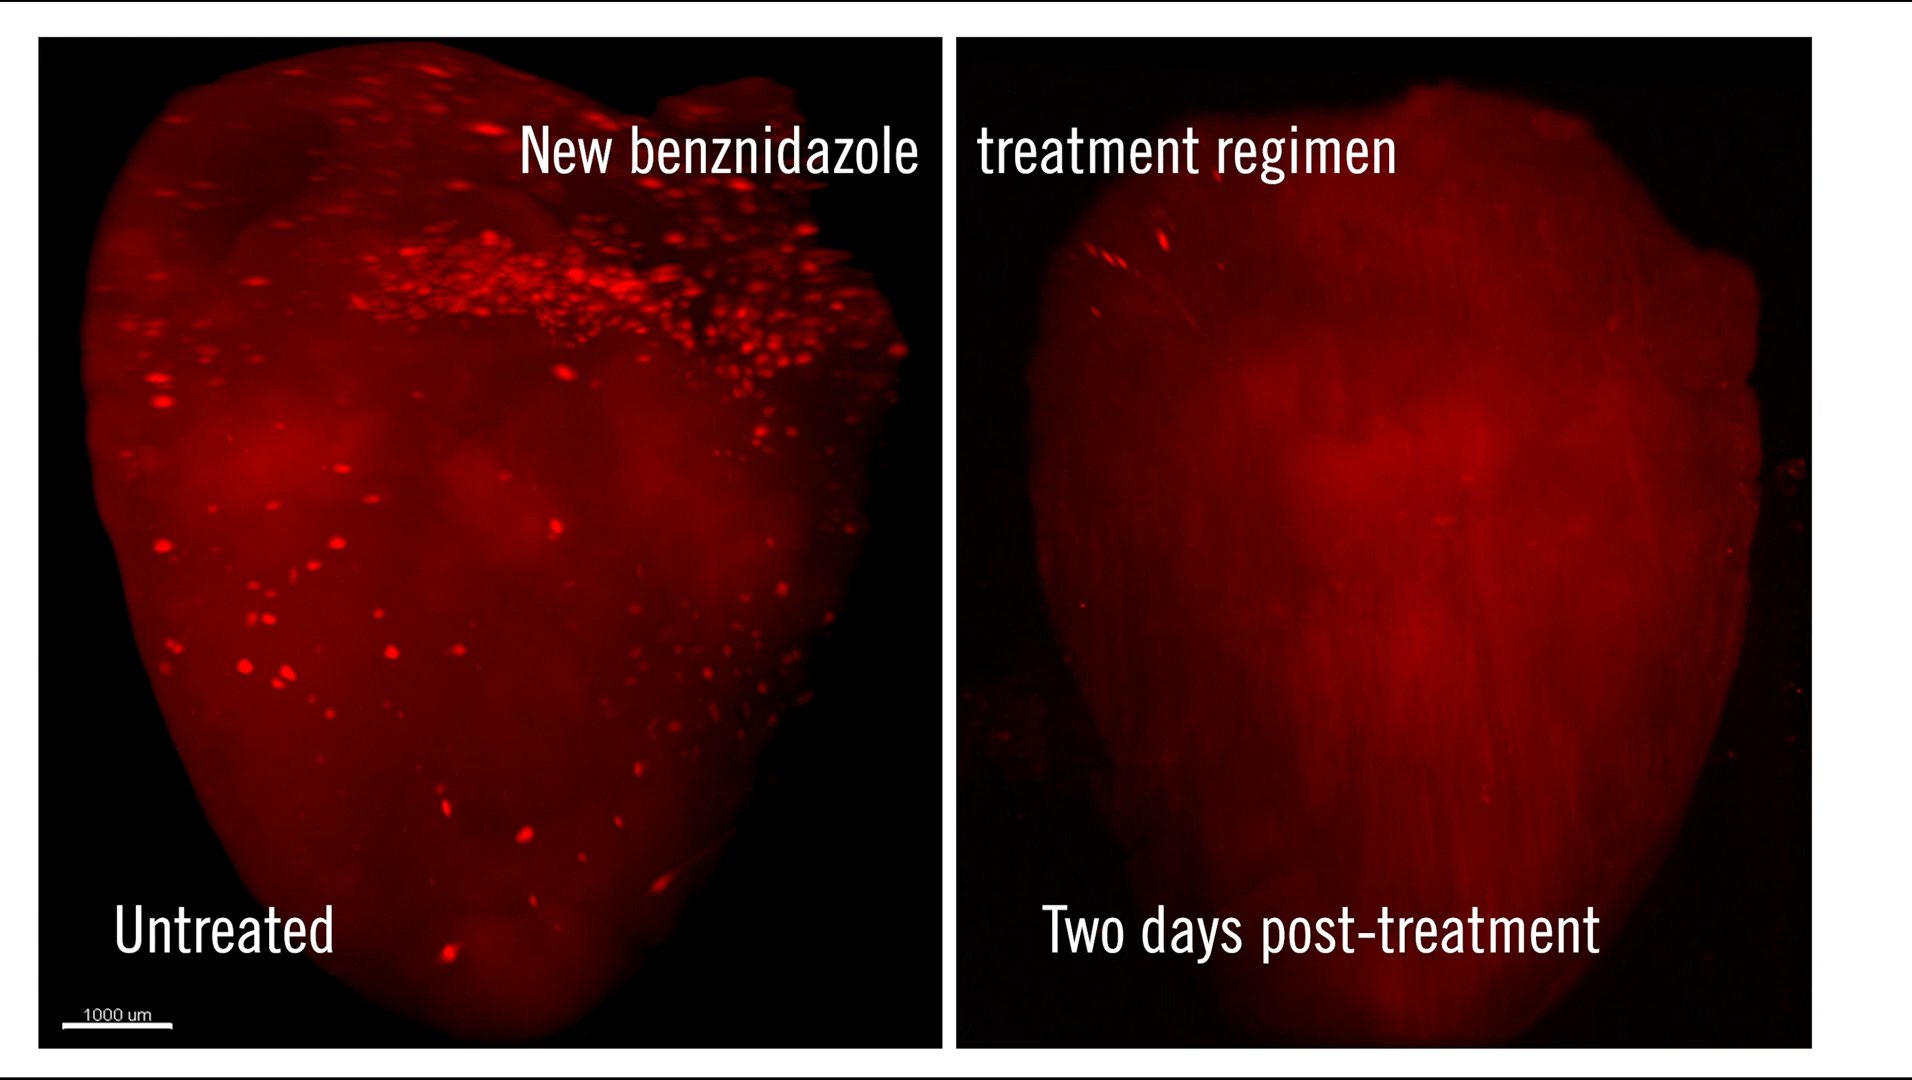 New benznidazole treatment regimen
Untreated
Two days post-treatment
1000 um